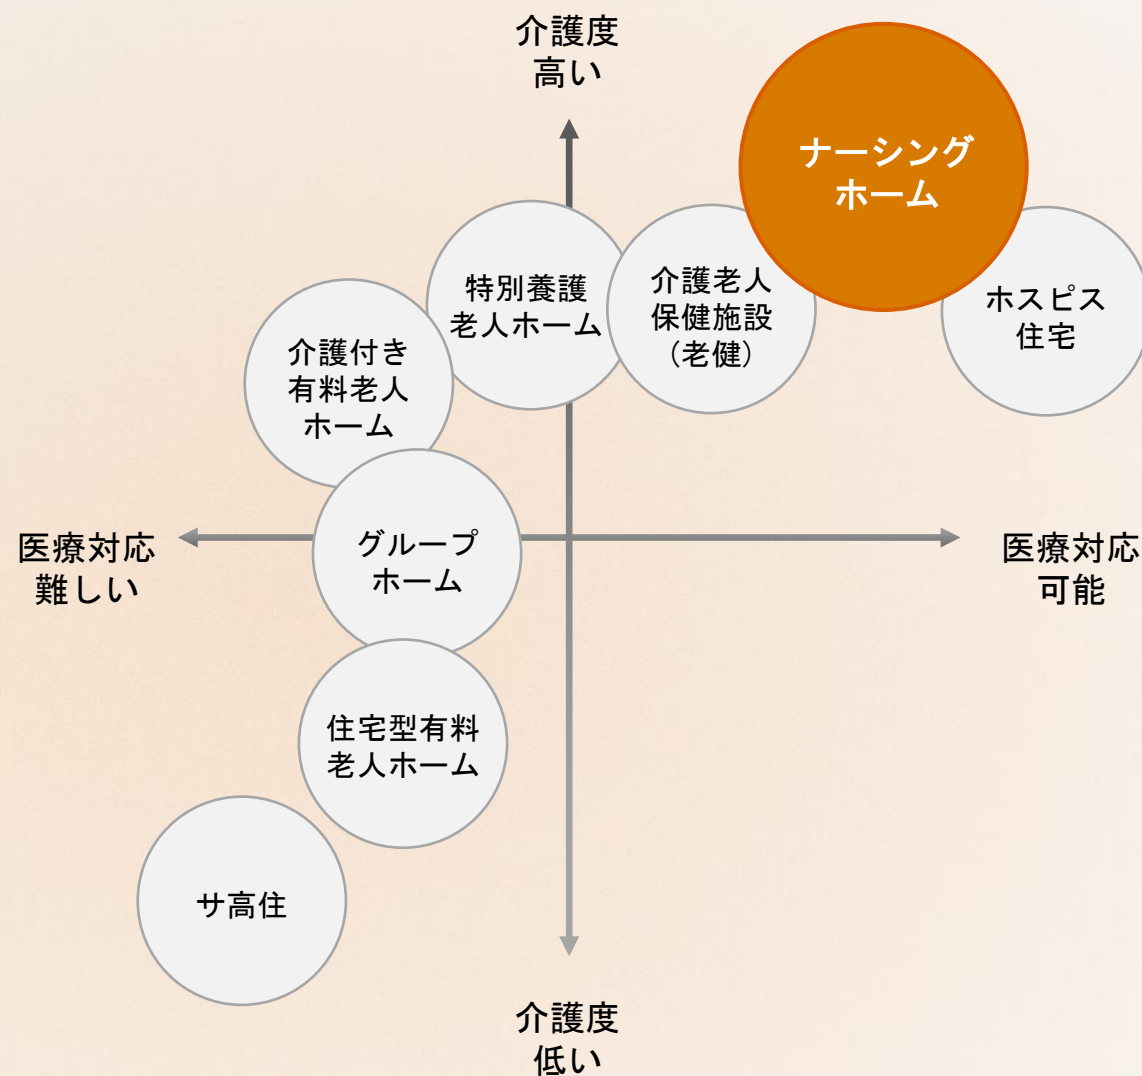 介護度
高い
ナーシング
ホーム
特別養護
老人ホーム
介護老人
保健施設
（老健）
ホスピス
住宅
介護付き
有料老人
ホーム
医療対応
難しい
グループ
ホーム
医療対応
可能
住宅型有料
老人ホーム
サ高住
介護度
低い